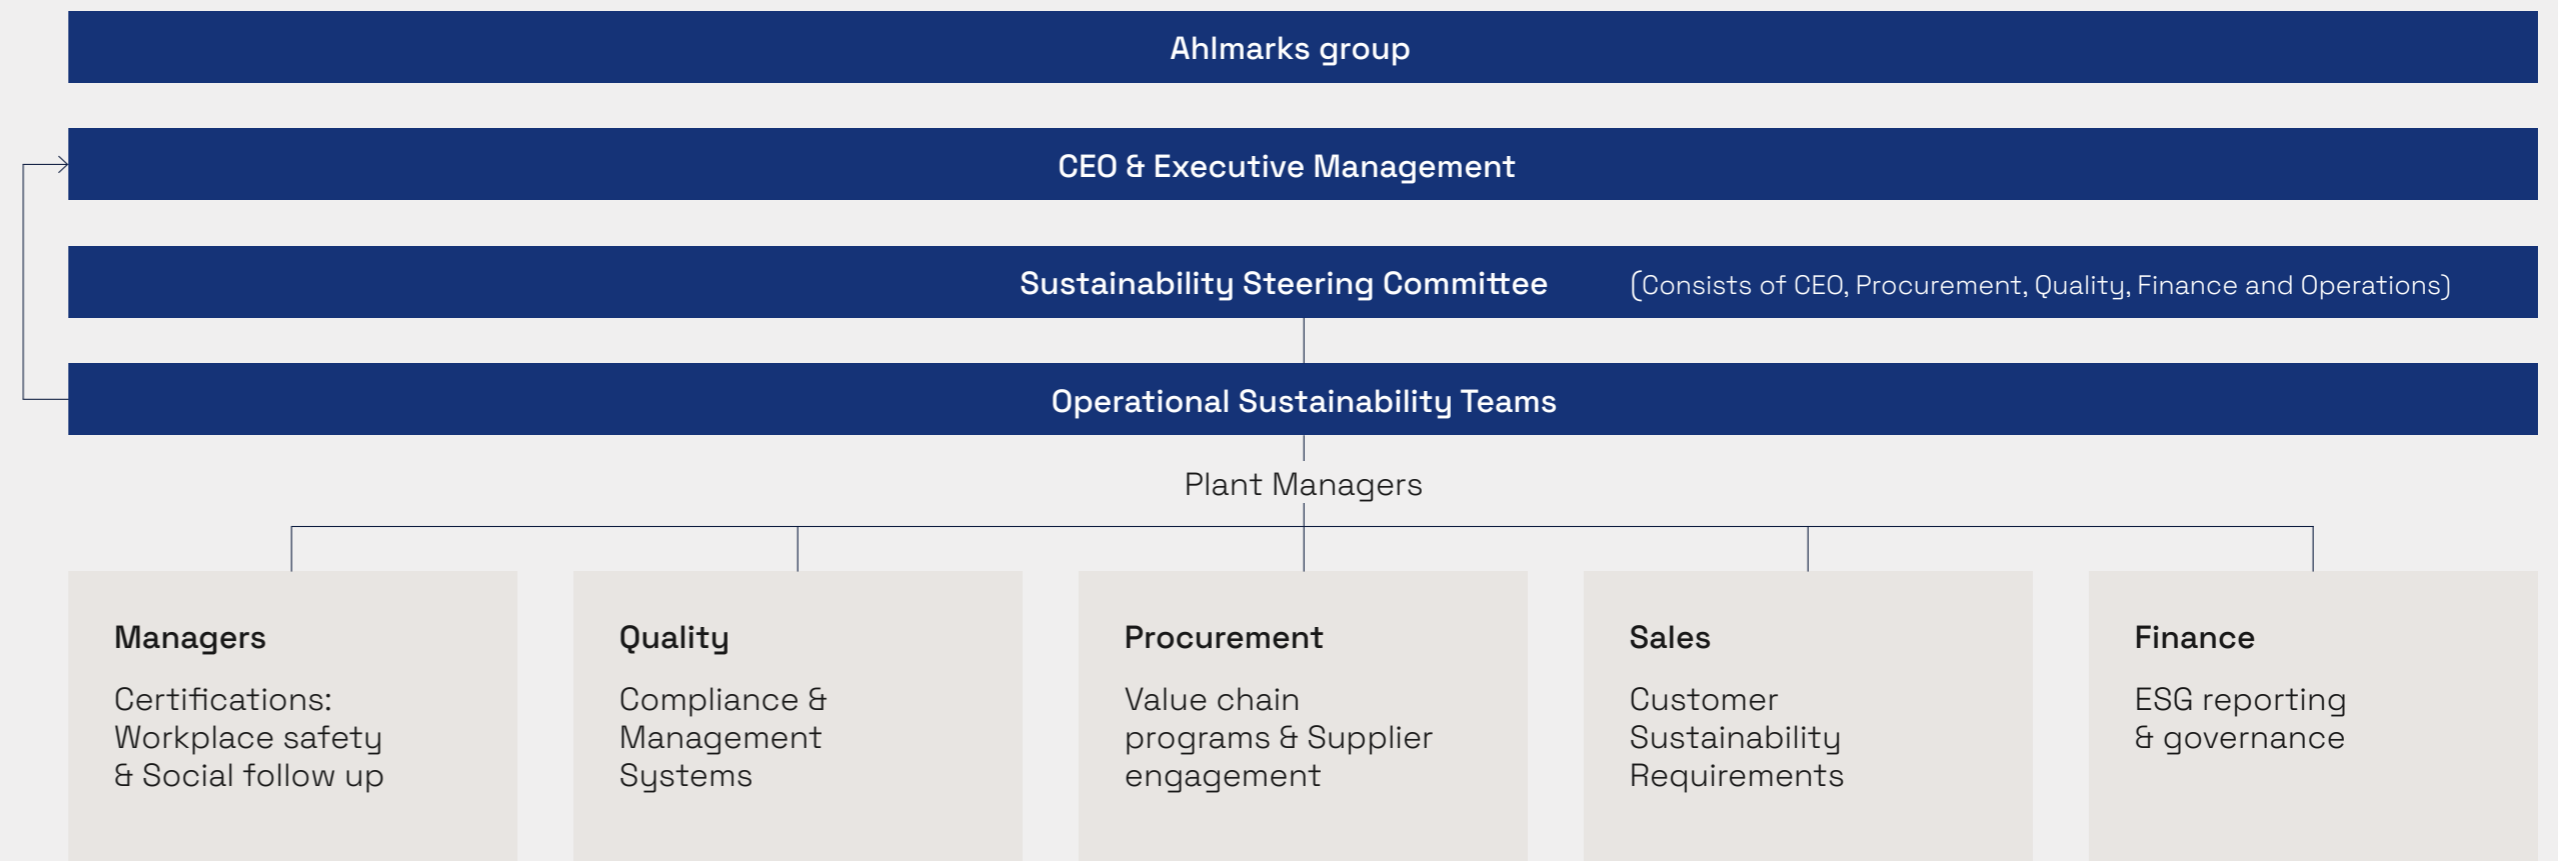 Ahlmarks group
CEO & Executive Management
Sustainability Steering Committee (Consists of CEO, Procurement, Quality, Finance and Operations)
Operational Sustainability Teams
Plant Managers
Managers
Certifications:
Workplace safety
& Social follow up
Quality
Compliance &
Management
Systems
Procurement
Value chain
programs & Supplier
engagement
Sales
Customer
Sustainability
Requirements
Finance
ESG reporting
& governance